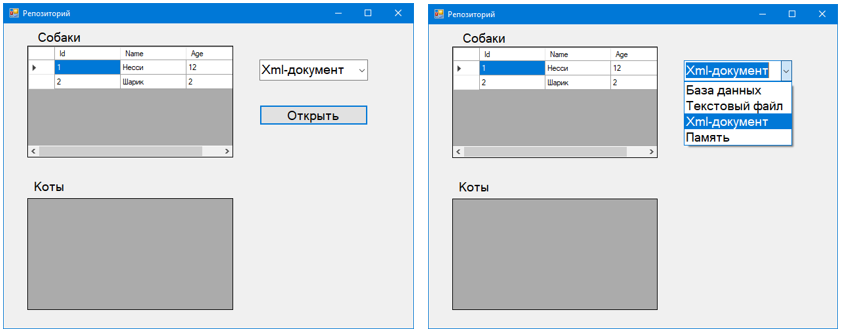 Репозиторий
Собаки
Id Name Age
1 Несси 12
2 Шарик 2
Xml-документ
Открыть
Коты
Репозиторий
Собаки
Id Name Age
1 Несси 12
2 Шарик 2
Xml-документ
База данных
Текстовый файл
Xml-документ
Память
Коты